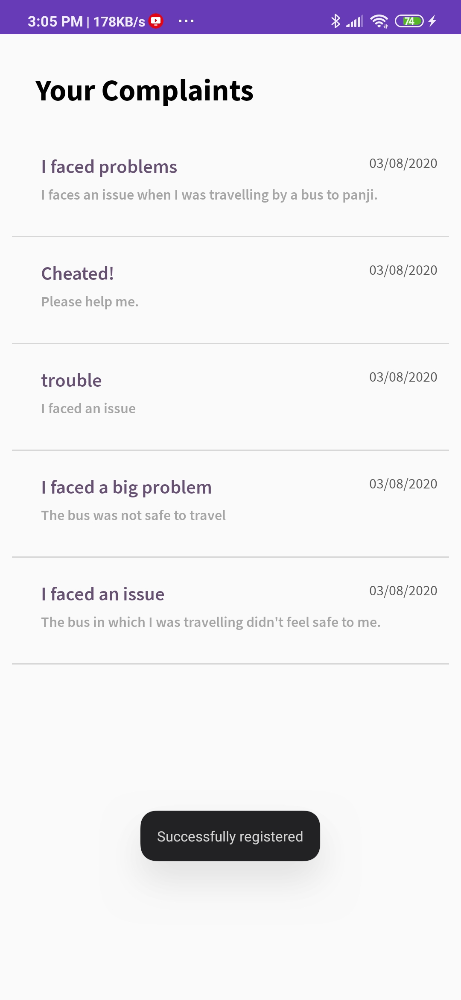 3:05 PM | 178KB/s ... 74
Your Complaints
I faced problems 03/08/2020
I faces an issue when I was travelling by a bus to panji.
Cheated! 03/08/2020
Please help me.
trouble 03/08/2020
I faced an issue
I faced a big problem 03/08/2020
The bus was not safe to travel
I faced an issue 03/08/2020
The bus in which I was travelling didn't feel safe to me.
Successfully registered